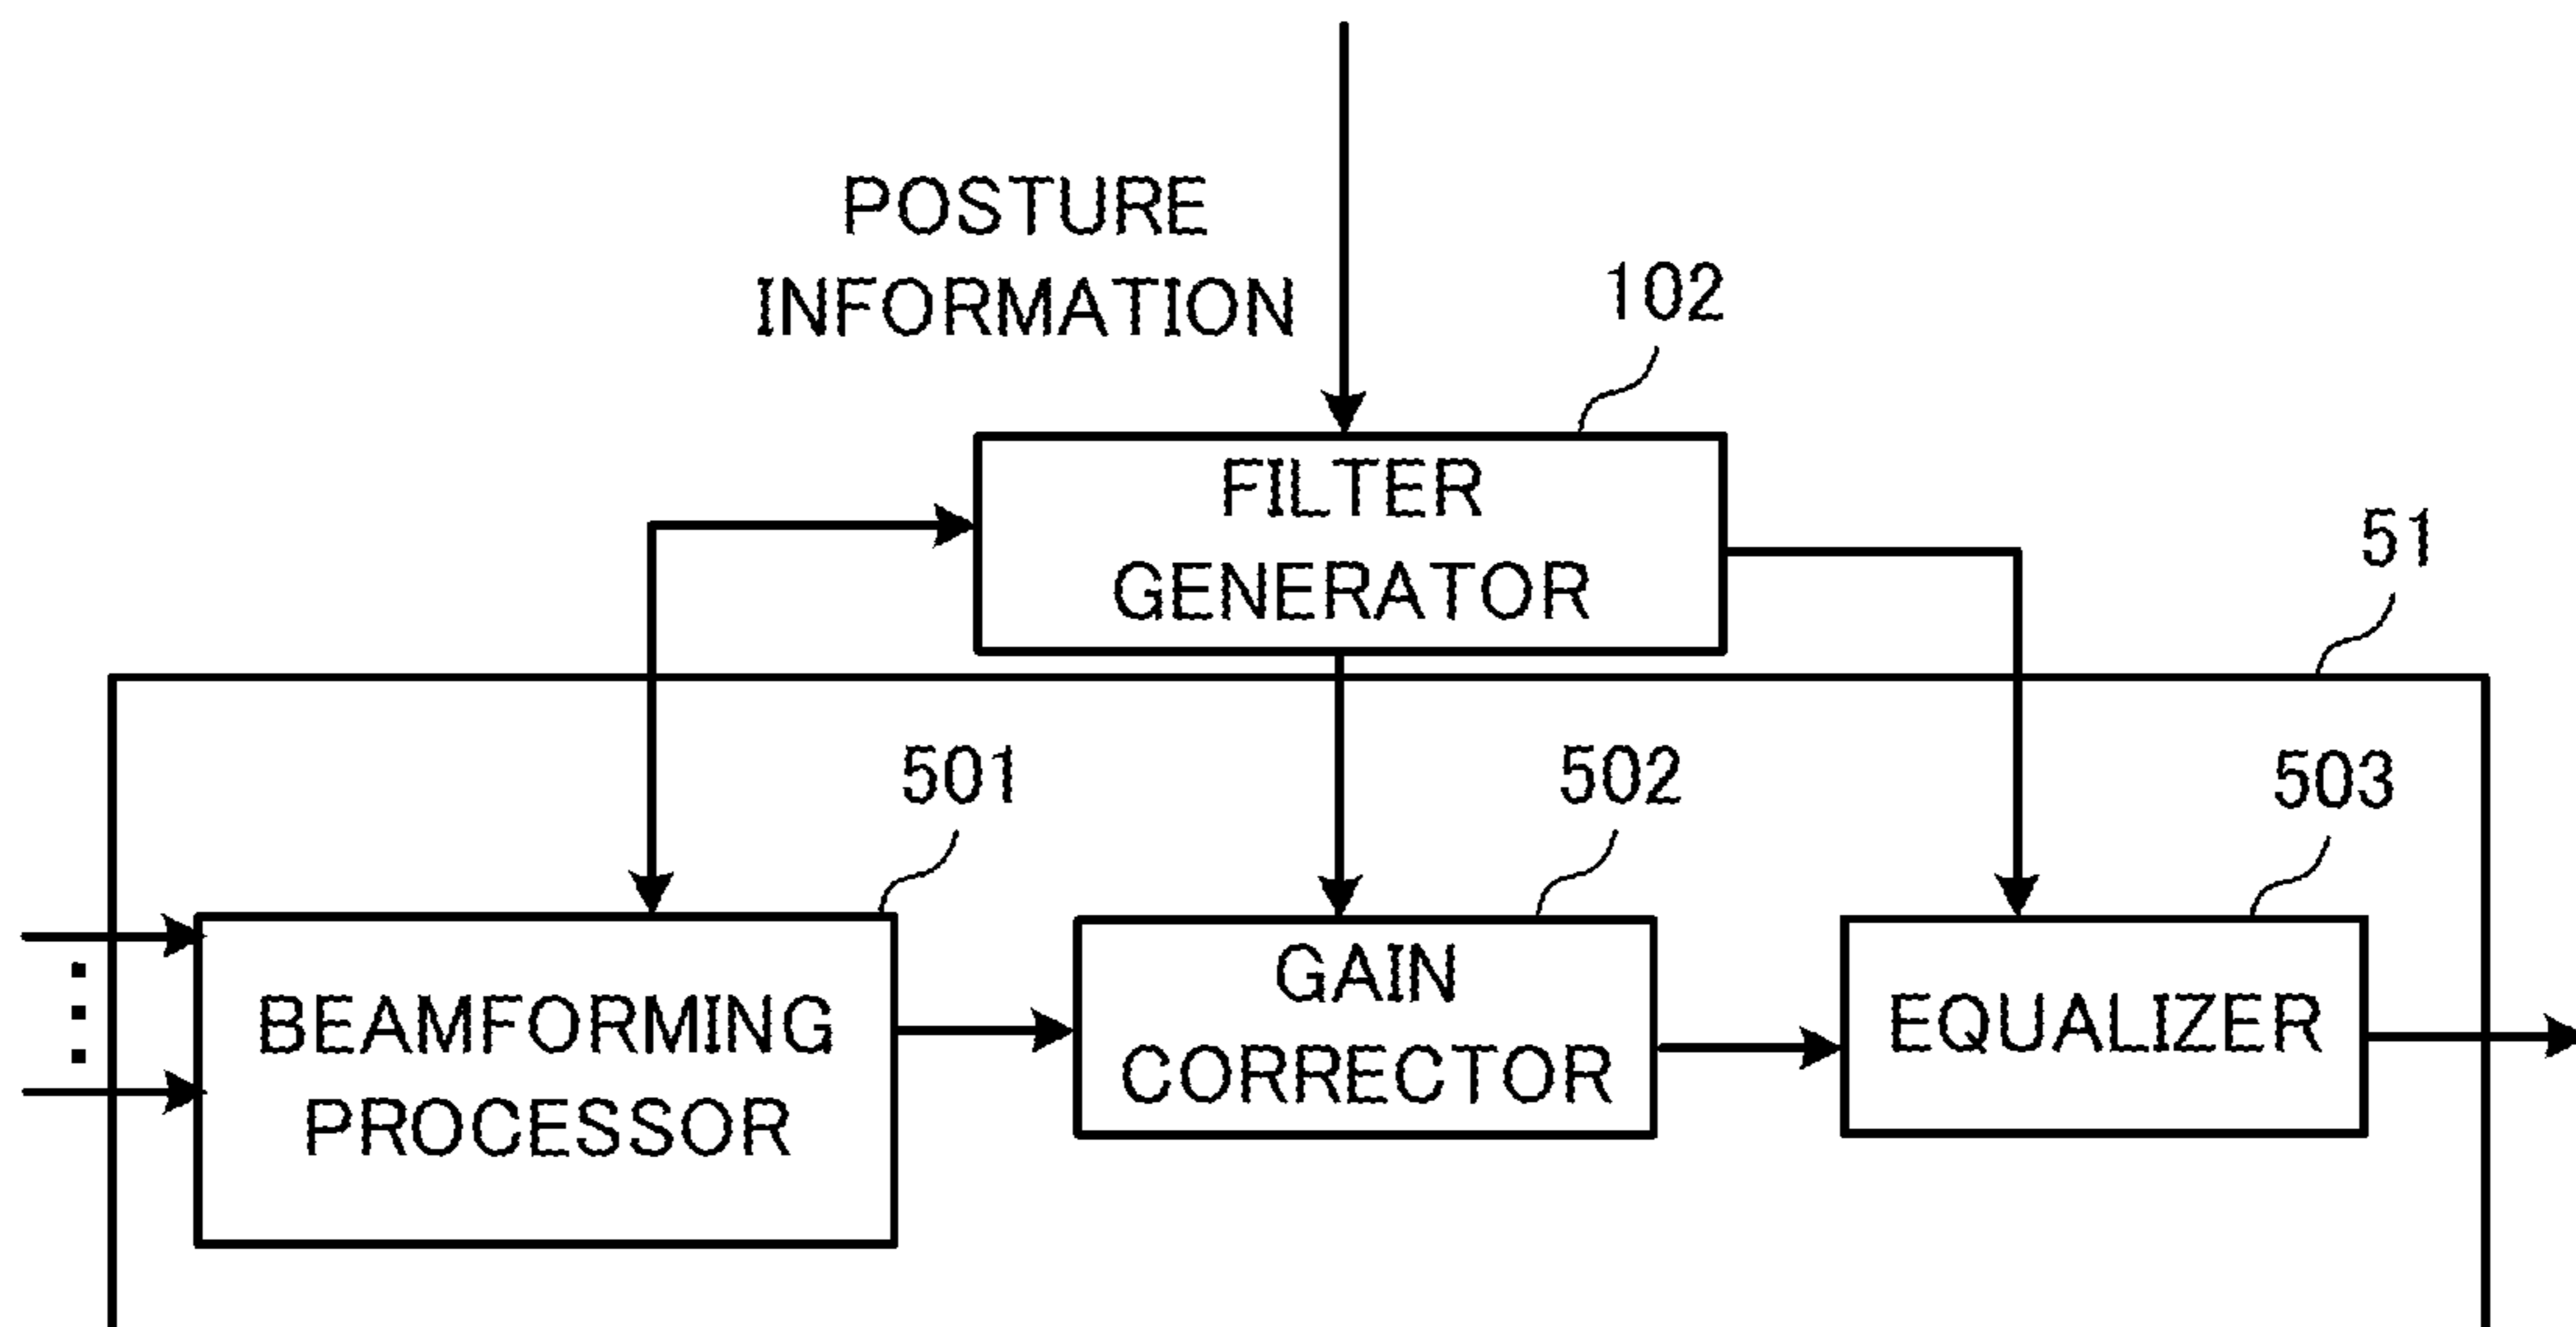 POSTURE
INFORMATION
102
FILTER
GENERATOR
51
501
502
503
BEAMFORMING
PROCESSOR
GAIN
CORRECTOR
EQUALIZER